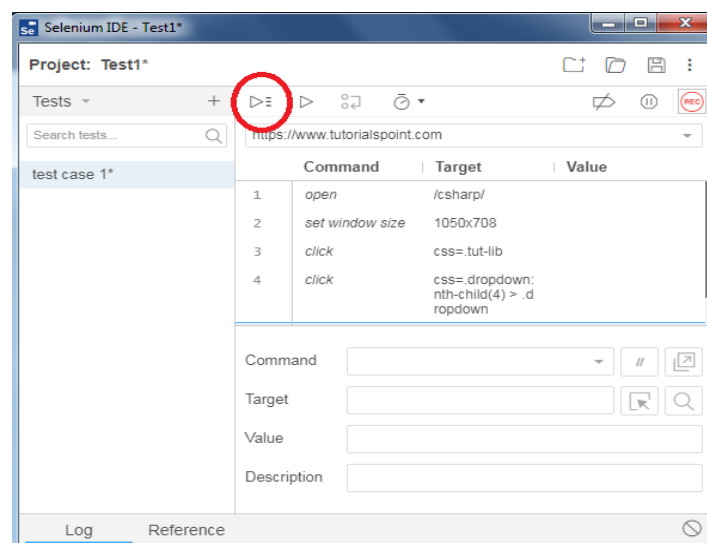 Se Selenium IDE - Test1*
Project: Test1*
Tests
Search tests...
test case 1*
REC
https://www.tutorialspoint.com
Command Target Value
1 open /csharp/
2 set window size 1050x708
3 click css=.tut-lib
4 click css=.dropdown:
nth-child(4) > .d
ropdown
Command
//
Target
Value
Description
Log Reference